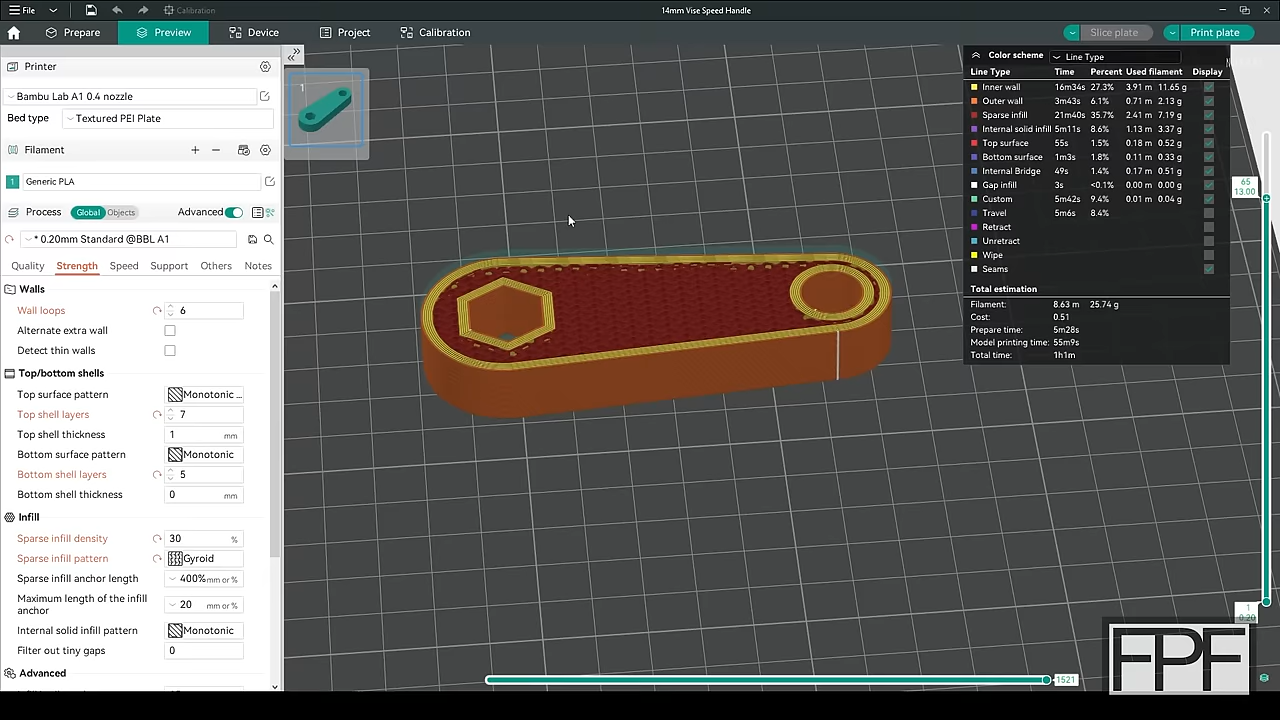 File
Calibration
14mm Vise Speed Handle
Prepare
Preview
Device
Project
Calibration
Slice plate
Print plate
Printer
Bambu Lab A1 0.4 nozzle
Bed type
Textured PEI Plate
Filament
1
Generic PLA
Process
Global
Objects
Advanced
* 0.20mm Standard @BBL A1
Quality
Strength
Speed
Support
Others
Notes
Walls
Wall loops
6
Alternate extra wall
Detect thin walls
Top/bottom shells
Top surface pattern
Monotonic ...
Top shell layers
7
Top shell thickness
1 mm
Bottom surface pattern
Monotonic
Bottom shell layers
5
Bottom shell thickness
0 mm
Infill
Sparse infill density
30 %
Sparse infill pattern
Gyroid
Sparse infill anchor length
400% mm or %
Maximum length of the infill
anchor
20 mm or %
Internal solid infill pattern
Monotonic
Filter out tiny gaps
0
Advanced
1
Color scheme
Line Type
Line Type Time Percent Used filament Display
Inner wall 16m34s 27.3% 3.91 m 11.65 g
Outer wall 3m43s 6.1% 0.71 m 2.13 g
Sparse infill 21m40s 35.7% 2.41 m 7.19 g
Internal solid infill 5m11s 8.6% 1.13 m 3.37 g
Top surface 55s 1.5% 0.18 m 0.52 g
Bottom surface 1m3s 1.8% 0.11 m 0.33 g
Internal Bridge 49s 1.4% 0.17 m 0.51 g
Gap infill 3s <0.1% 0.00 m 0.00 g
Custom 5m42s 9.4% 0.01 m 0.04 g
Travel 5m6s 8.4%
Retract
Unretract
Wipe
Seams
Total estimation
Filament: 8.63 m 25.74 g
Cost: 0.51
Prepare time: 5m28s
Model printing time: 55m9s
Total time: 1h1m
65
13.00
1
0.20
1521
FPF